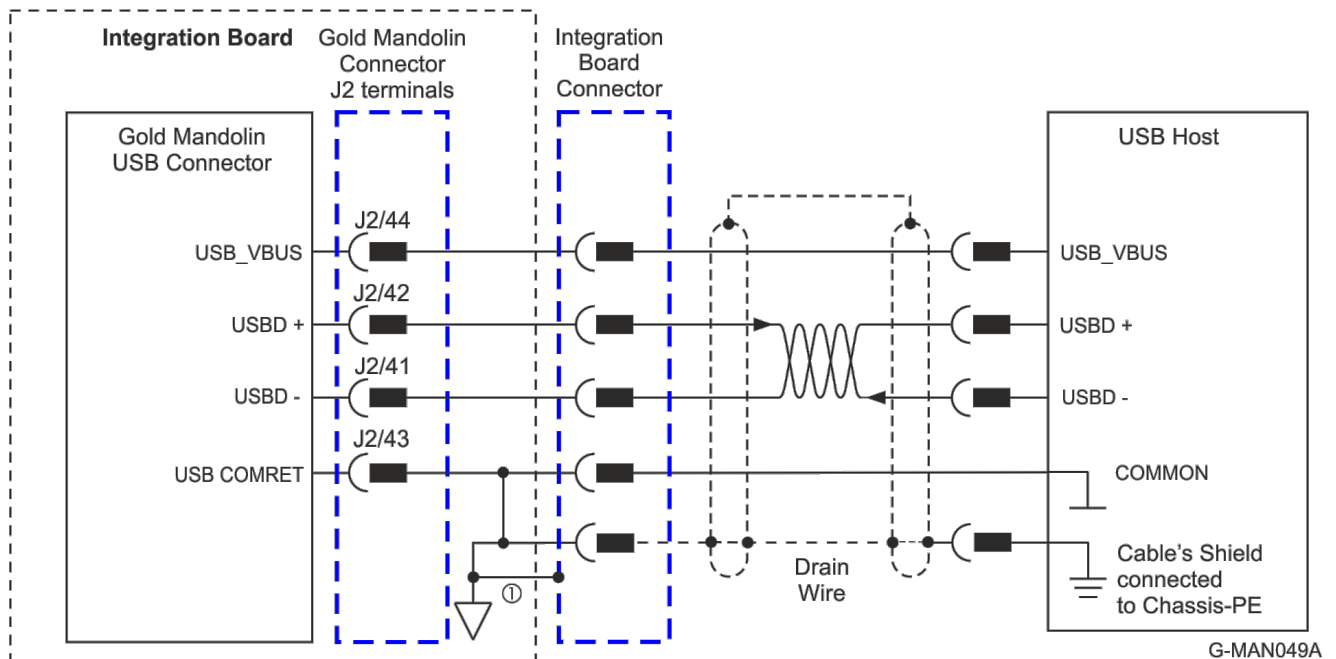 Integration Board
Gold Mandolin
Connector
J2 terminals
Integration
Board
Connector
Gold Mandolin
USB Connector
USB Host
J2/44
USB_VBUS
USB_VBUS
J2/42
USBD +
USBD +
J2/41
USBD -
USBD -
J2/43
USB COMRET
COMMON
Drain
Wire
Cable's Shield
connected
to Chassis-PE
①
G-MAN049A